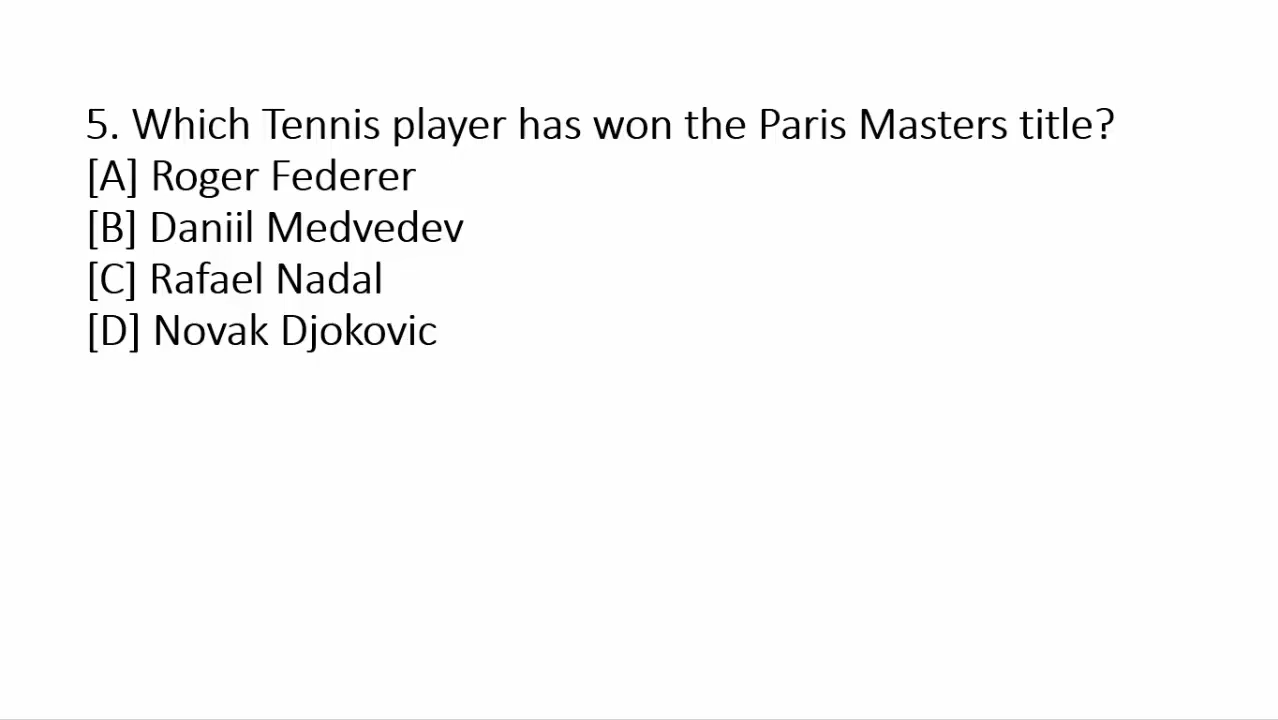 5. Which Tennis player has won the Paris Masters title?
[A] Roger Federer
[B] Daniil Medvedev
[C] Rafael Nadal
[D] Novak Djokovic